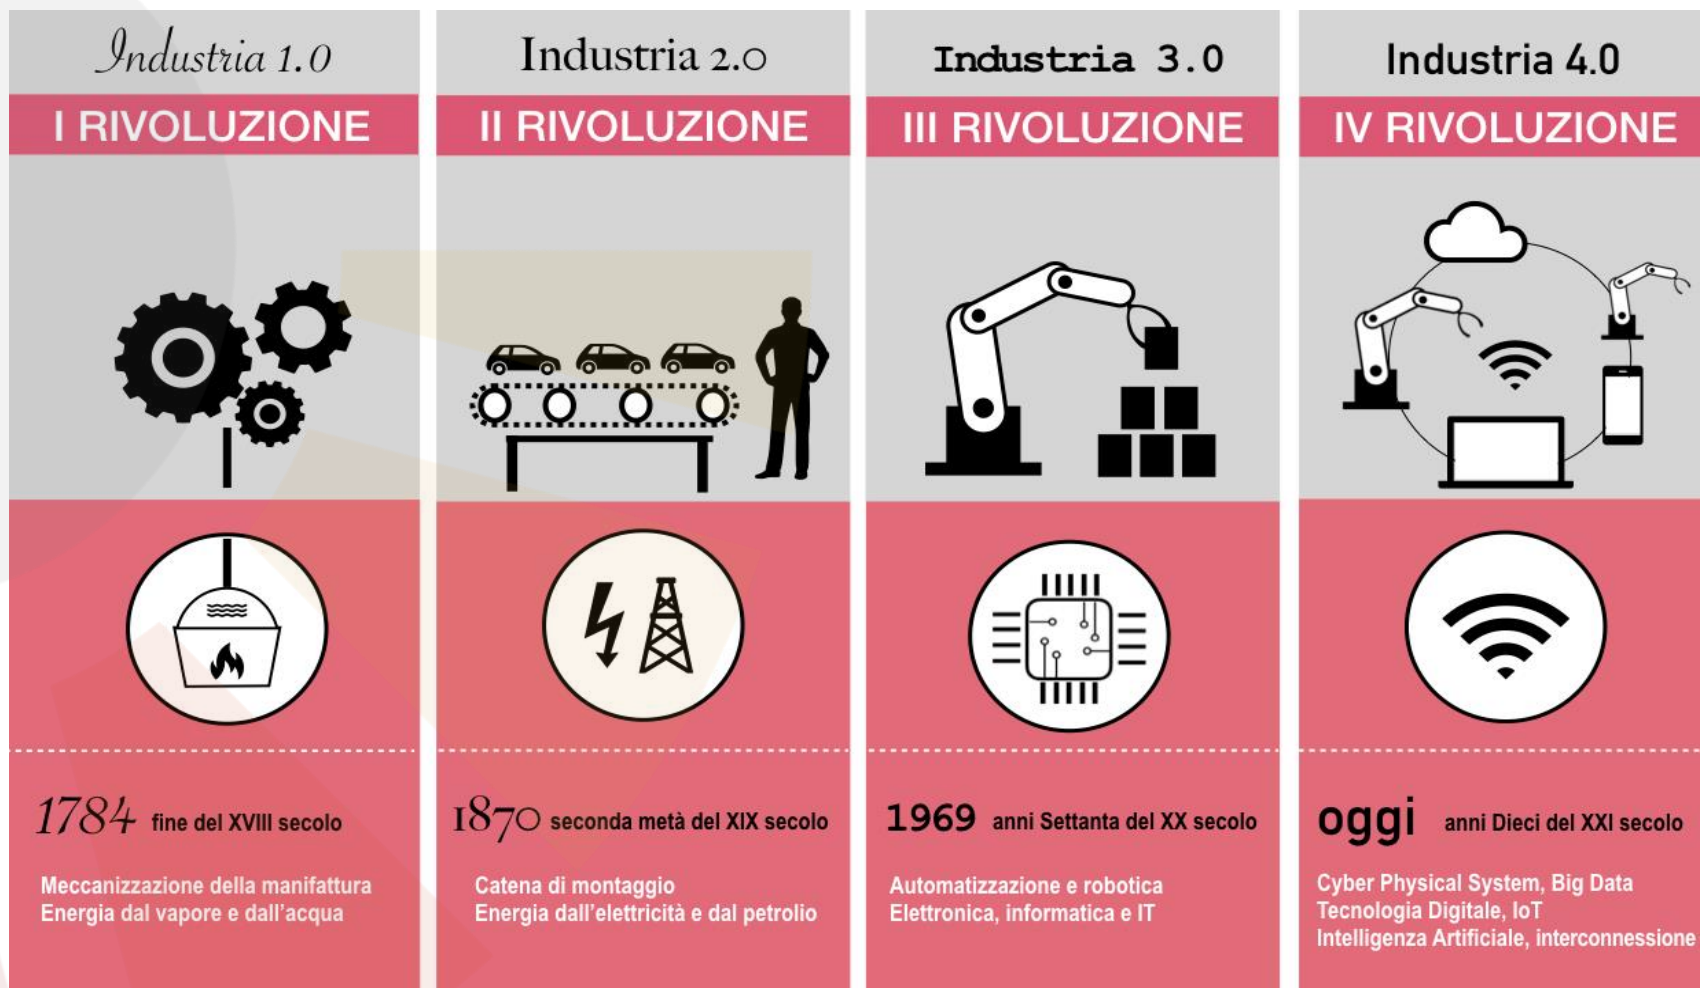 Industria 1.0
I RIVOLUZIONE
1784 fine del XVIII secolo
Meccanizzazione della manifattura
Energia dal vapore e dall'acqua
Industria 2.0
II RIVOLUZIONE
1870 seconda metà del XIX secolo
Catena di montaggio
Energia dall'elettricità e dal petrolio
Industria 3.0
III RIVOLUZIONE
1969 anni Settanta del XX secolo
Automatizzazione e robotica
Elettronica, informatica e IT
Industria 4.0
IV RIVOLUZIONE
oggi anni Dieci del XXI secolo
Cyber Physical System, Big Data
Tecnologia Digitale, IoT
Intelligenza Artificiale, interconnessione